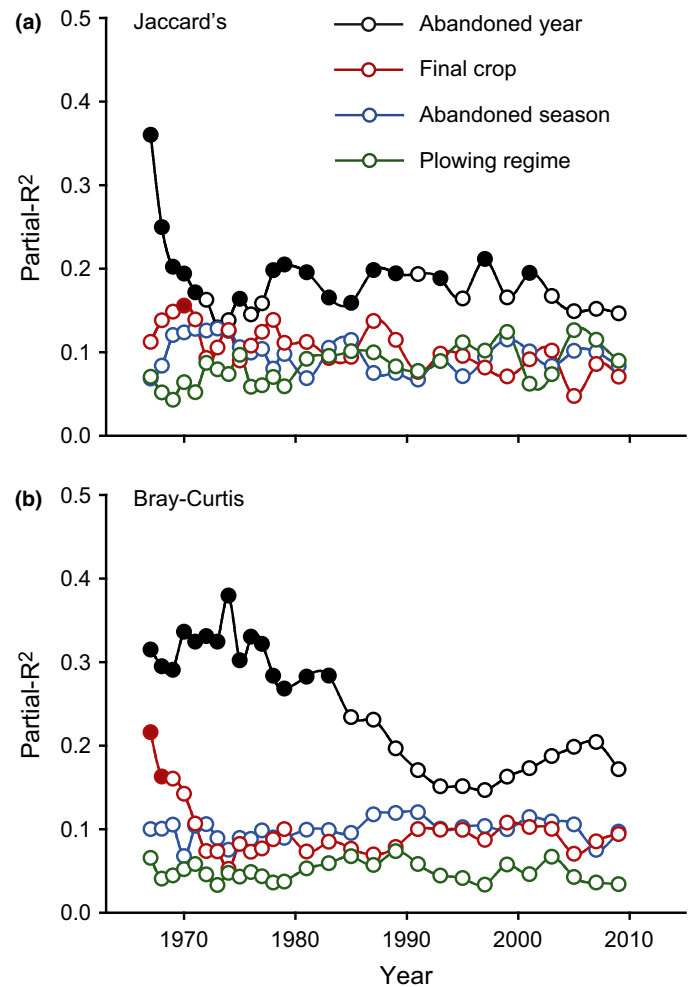 (a)
Jaccard's
Abandoned year
Final crop
Abandoned season
Plowing regime
0.5
0.4
0.3
0.2
0.1
0.0
Partial-R²
(b)
Bray-Curtis
0.5
0.4
0.3
0.2
0.1
0.0
Partial-R²
1970 1980 1990 2000 2010
Year